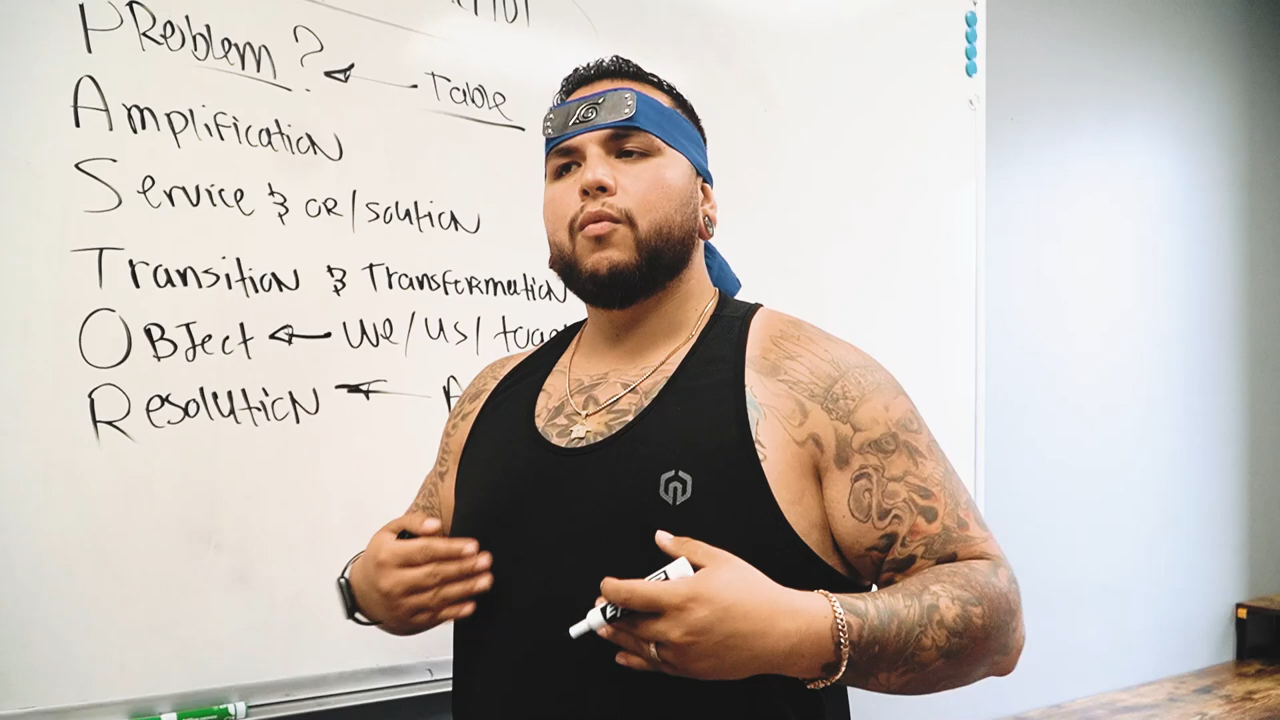 PRoblem? ← Table
Amplification
Service & OR/solution
Transition & Transformation
OBJect ← we/us/
Resolution ←